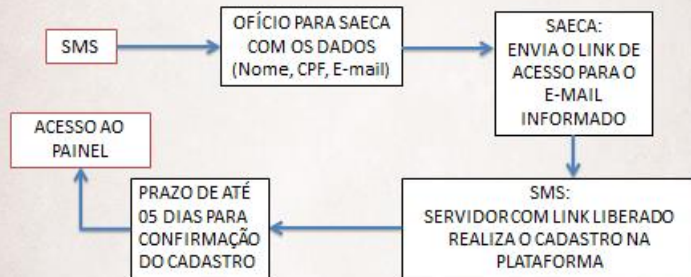 SMS
OFÍCIO PARA SAECA
COM OS DADOS
(Nome, CPF, E-mail)
SAECA:
ENVIA O LINK DE
ACESSO PARA O
E-MAIL
INFORMADO
SMS:
SERVIDOR COM LINK LIBERADO
REALIZA O CADASTRO NA
PLATAFORMA
PRAZO DE ATÉ
05 DIAS PARA
CONFIRMAÇÃO
DO CADASTRO
ACESSO AO
PAINEL